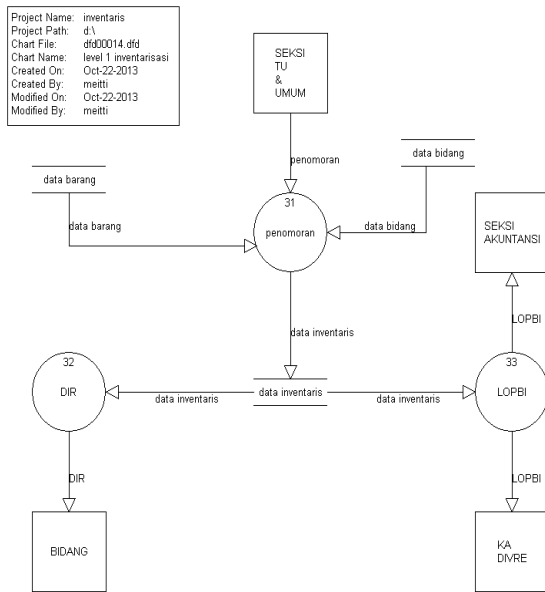 Project Name: inventaris
Project Path: d:\
Chart File: dfd00014.dfd
Chart Name: level 1 inventarisasi
Created On: Oct-22-2013
Created By: meitti
Modified On: Oct-22-2013
Modified By: meitti
SEKSI
TU
&
UMUM
penomoran
data barang
data bidang
data barang
31
penomoran
data bidang
SEKSI
AKUNTANSI
data inventaris
LOPBI
32
DIR
data inventaris
data inventaris
data inventaris
33
LOPBI
DIR
LOPBI
BIDANG
KA
DIVRE